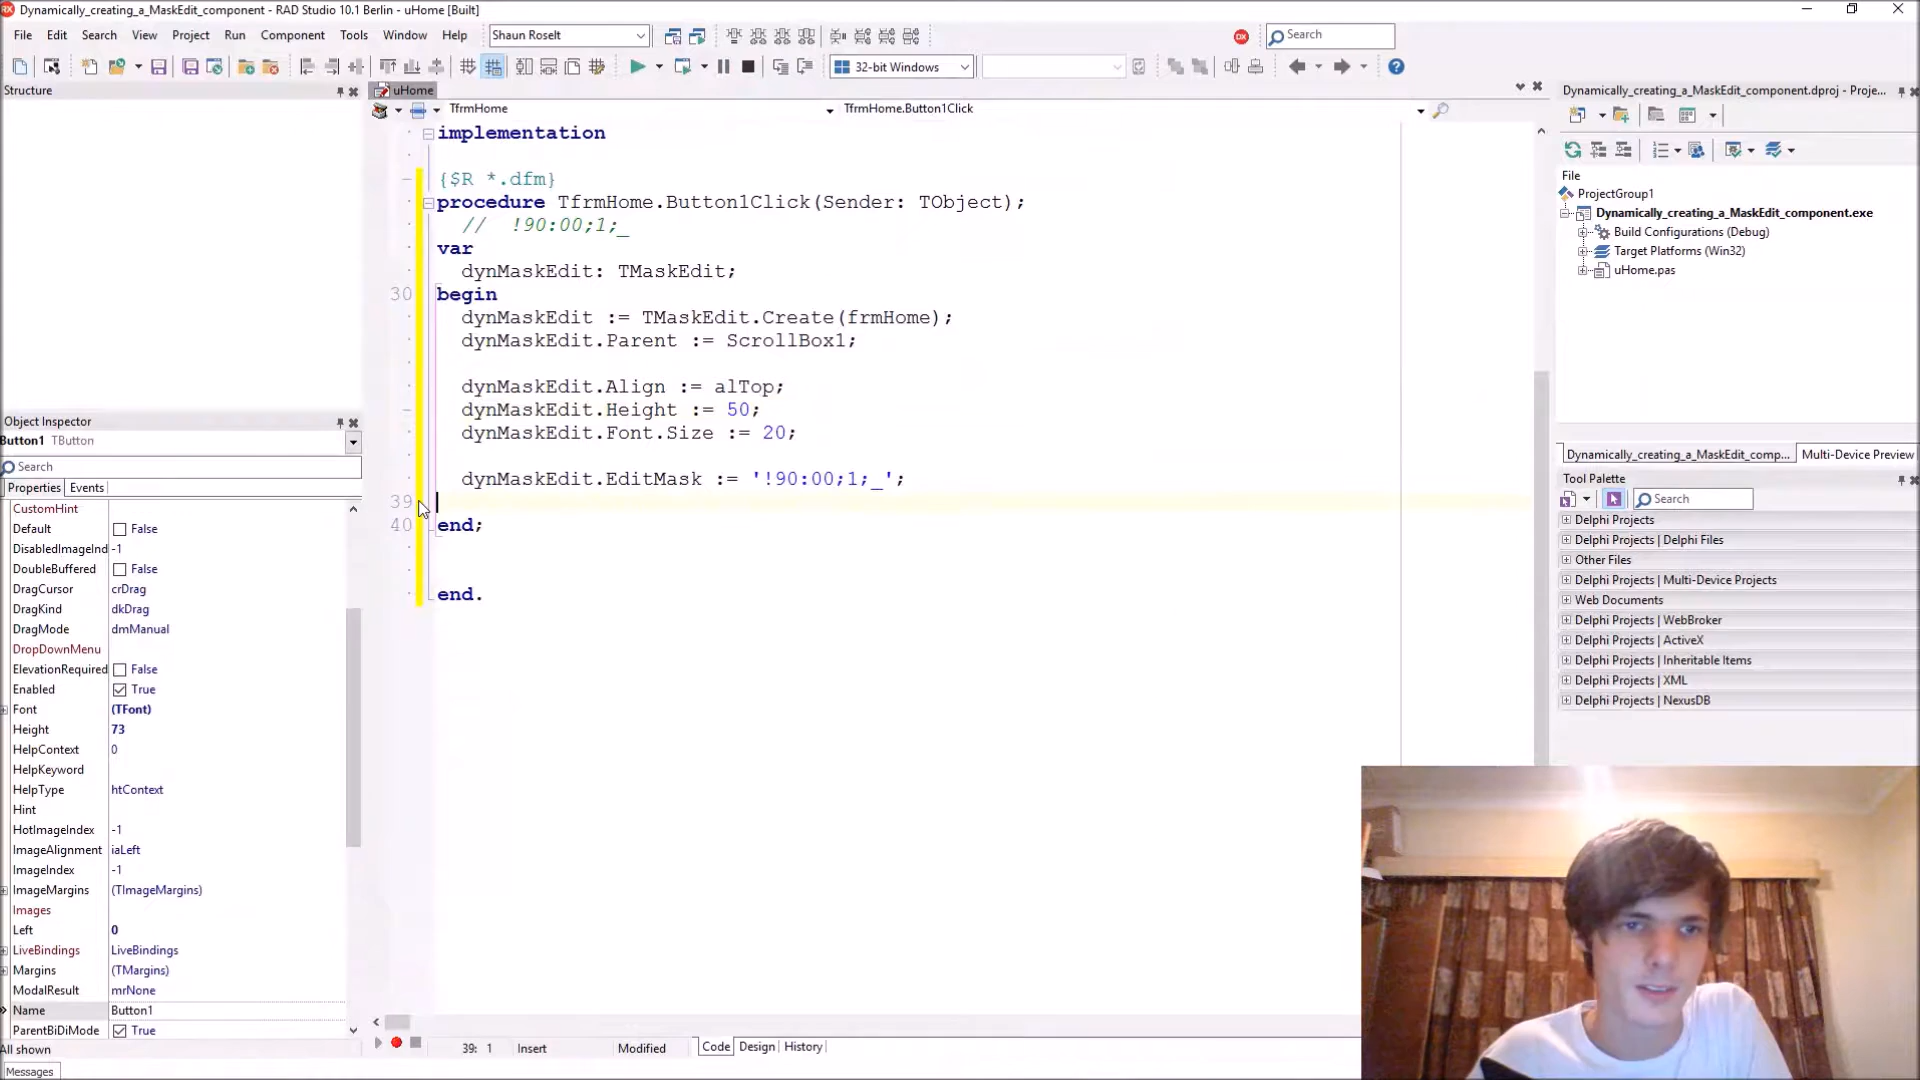 Dynamically_creating_a_MaskEdit_component - RAD Studio 10.1 Berlin - uHome [Built]
File Edit Search View Project Run Component Tools Window Help Shaun Roselt Search
32-bit Windows
Structure
uHome
TfrmHome TfrmHome.Button1Click
implementation
{$R *.dfm}
procedure TfrmHome.Button1Click(Sender: TObject);
// !90:00;1;_
var
dynMaskEdit: TMaskEdit;
30 begin
dynMaskEdit := TMaskEdit.Create(frmHome);
dynMaskEdit.Parent := ScrollBox1;
dynMaskEdit.Align := alTop;
dynMaskEdit.Height := 50;
dynMaskEdit.Font.Size := 20;
dynMaskEdit.EditMask := '!90:00;1;_';
39
40 end;
end.
Object Inspector
Button1 TButton
Search
Properties Events
CustomHint
Default False
DisabledImageInd -1
DoubleBuffered False
DragCursor crDrag
DragKind dkDrag
DragMode dmManual
DropDownMenu
ElevationRequired False
Enabled True
Font (TFont)
Height 73
HelpContext 0
HelpKeyword
HelpType htContext
Hint
HotImageIndex -1
ImageAlignment iaLeft
ImageIndex -1
ImageMargins (TImageMargins)
Images
Left 0
LiveBindings LiveBindings
Margins (TMargins)
ModalResult mrNone
Name Button1
ParentBiDiMode True
All shown
Messages
39: 1 Insert Modified Code Design History
Dynamically_creating_a_MaskEdit_component.dproj - Proje...
File
ProjectGroup1
Dynamically_creating_a_MaskEdit_component.exe
Build Configurations (Debug)
Target Platforms (Win32)
uHome.pas
Dynamically_creating_a_MaskEdit_comp... Multi-Device Preview
Tool Palette
Search
Delphi Projects
Delphi Projects | Delphi Files
Other Files
Delphi Projects | Multi-Device Projects
Web Documents
Delphi Projects | WebBroker
Delphi Projects | ActiveX
Delphi Projects | Inheritable Items
Delphi Projects | XML
Delphi Projects | NexusDB